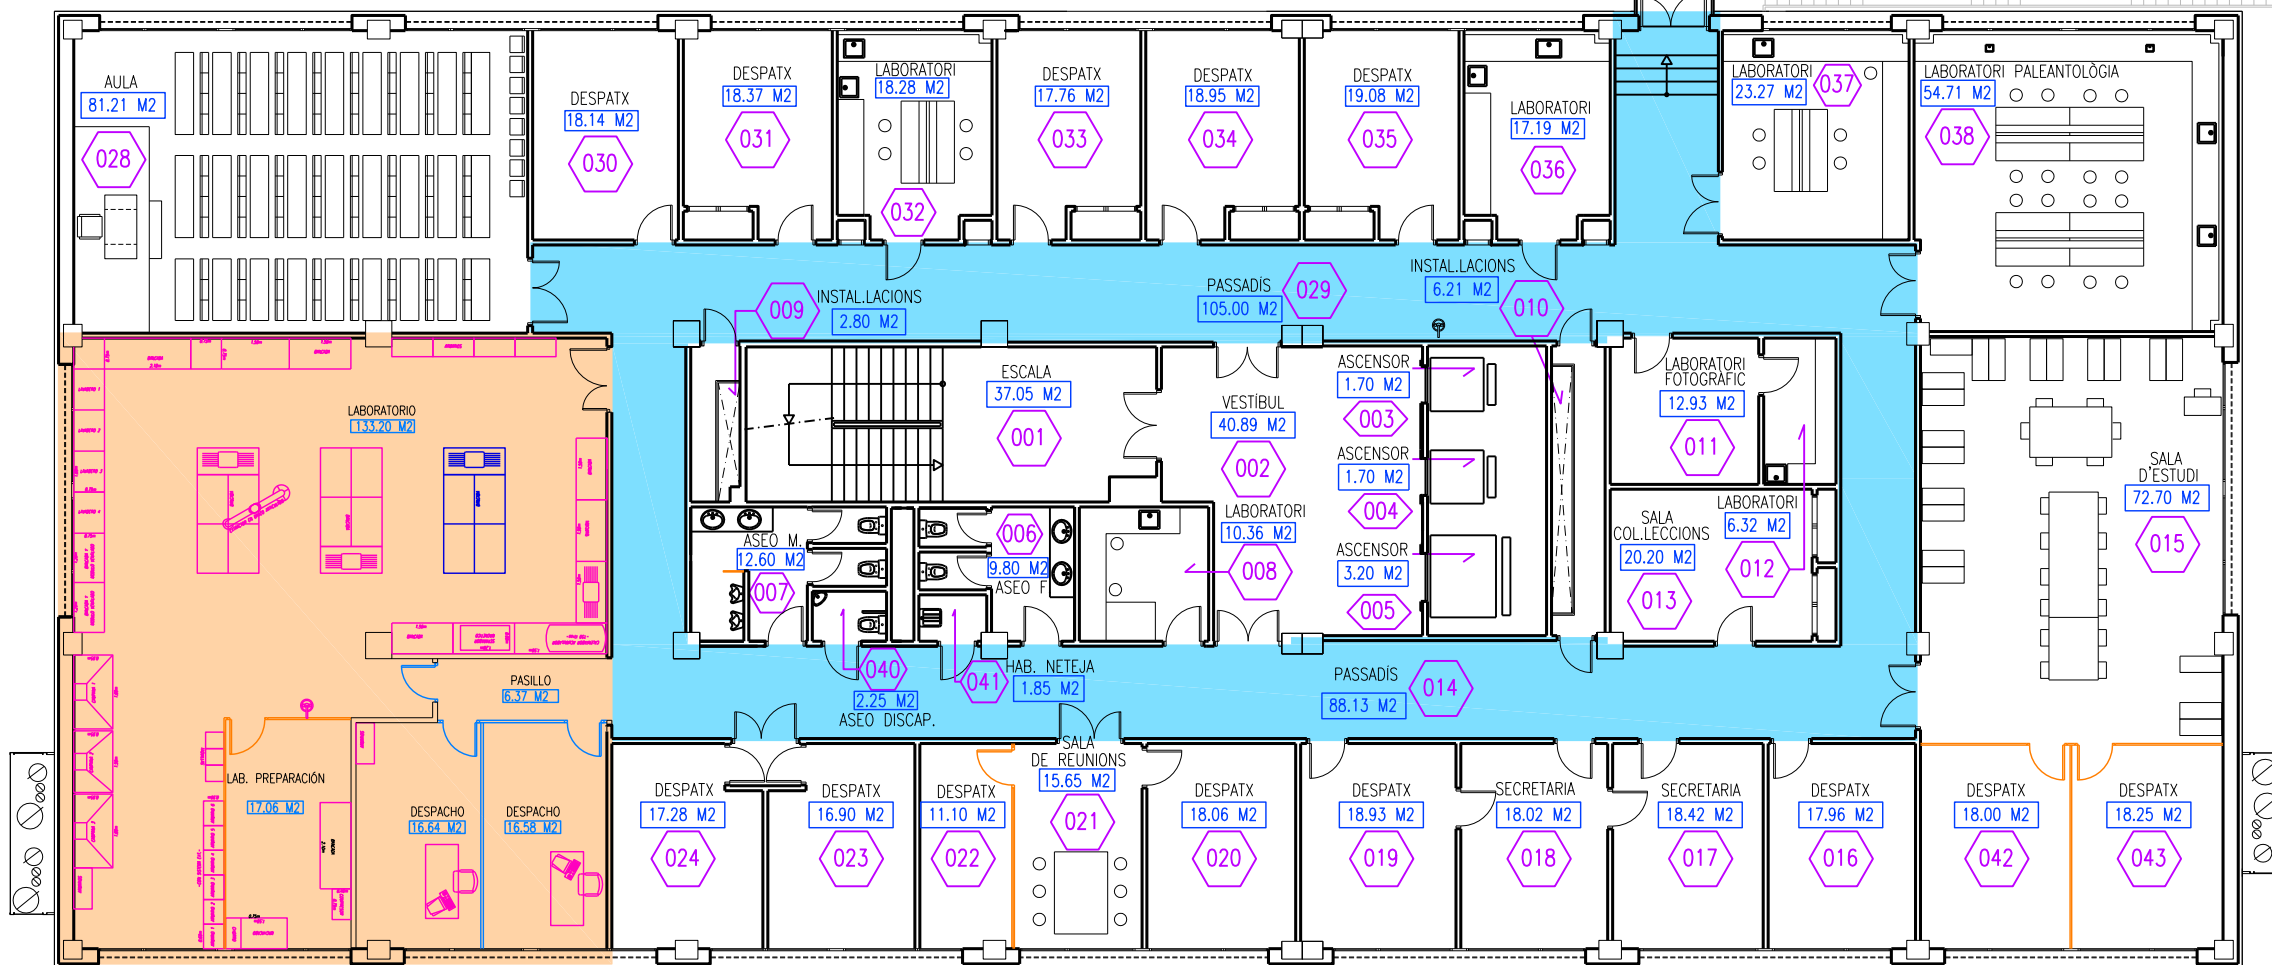 AULA
81.21 M2
028
DESPATX
18.14 M2
030
DESPATX
18.37 M2
031
LABORATORI
18.28 M2
032
DESPATX
17.76 M2
033
DESPATX
18.95 M2
034
DESPATX
19.08 M2
035
LABORATORI
17.19 M2
036
LABORATORI
23.27 M2
037
LABORATORI PALEANTOLÒGIA
54.71 M2
038
009
INSTAL.LACIONS
2.80 M2
PASSADÍS
105.00 M2
029
INSTAL.LACIONS
6.21 M2
010
ESCALA
37.05 M2
001
VESTÍBUL
40.89 M2
002
ASCENSOR
1.70 M2
003
ASCENSOR
1.70 M2
004
ASCENSOR
3.20 M2
005
LABORATORI
FOTOGRÀFIC
12.93 M2
011
LABORATORI
6.32 M2
012
SALA
COL.LECCIONS
20.20 M2
013
SALA
D'ESTUDI
72.70 M2
015
LABORATORIO
133.20 M2
ASEO M.
12.60 M2
007
006
9.80 M2
ASEO F
LABORATORI
10.36 M2
008
040
2.25 M2
ASEO DISCAP.
041
HAB. NETEJA
1.85 M2
PASSADÍS
88.13 M2
014
PASILLO
6.37 M2
LAB. PREPARACIÓN
17.06 M2
DESPACHO
16.64 M2
DESPACHO
16.58 M2
DESPATX
17.28 M2
024
DESPATX
16.90 M2
023
DESPATX
11.10 M2
022
SALA
DE REUNIONS
15.65 M2
021
DESPATX
18.06 M2
020
DESPATX
18.93 M2
019
SECRETARIA
18.02 M2
018
SECRETARIA
18.42 M2
017
DESPATX
17.96 M2
016
DESPATX
18.00 M2
042
DESPATX
18.25 M2
043